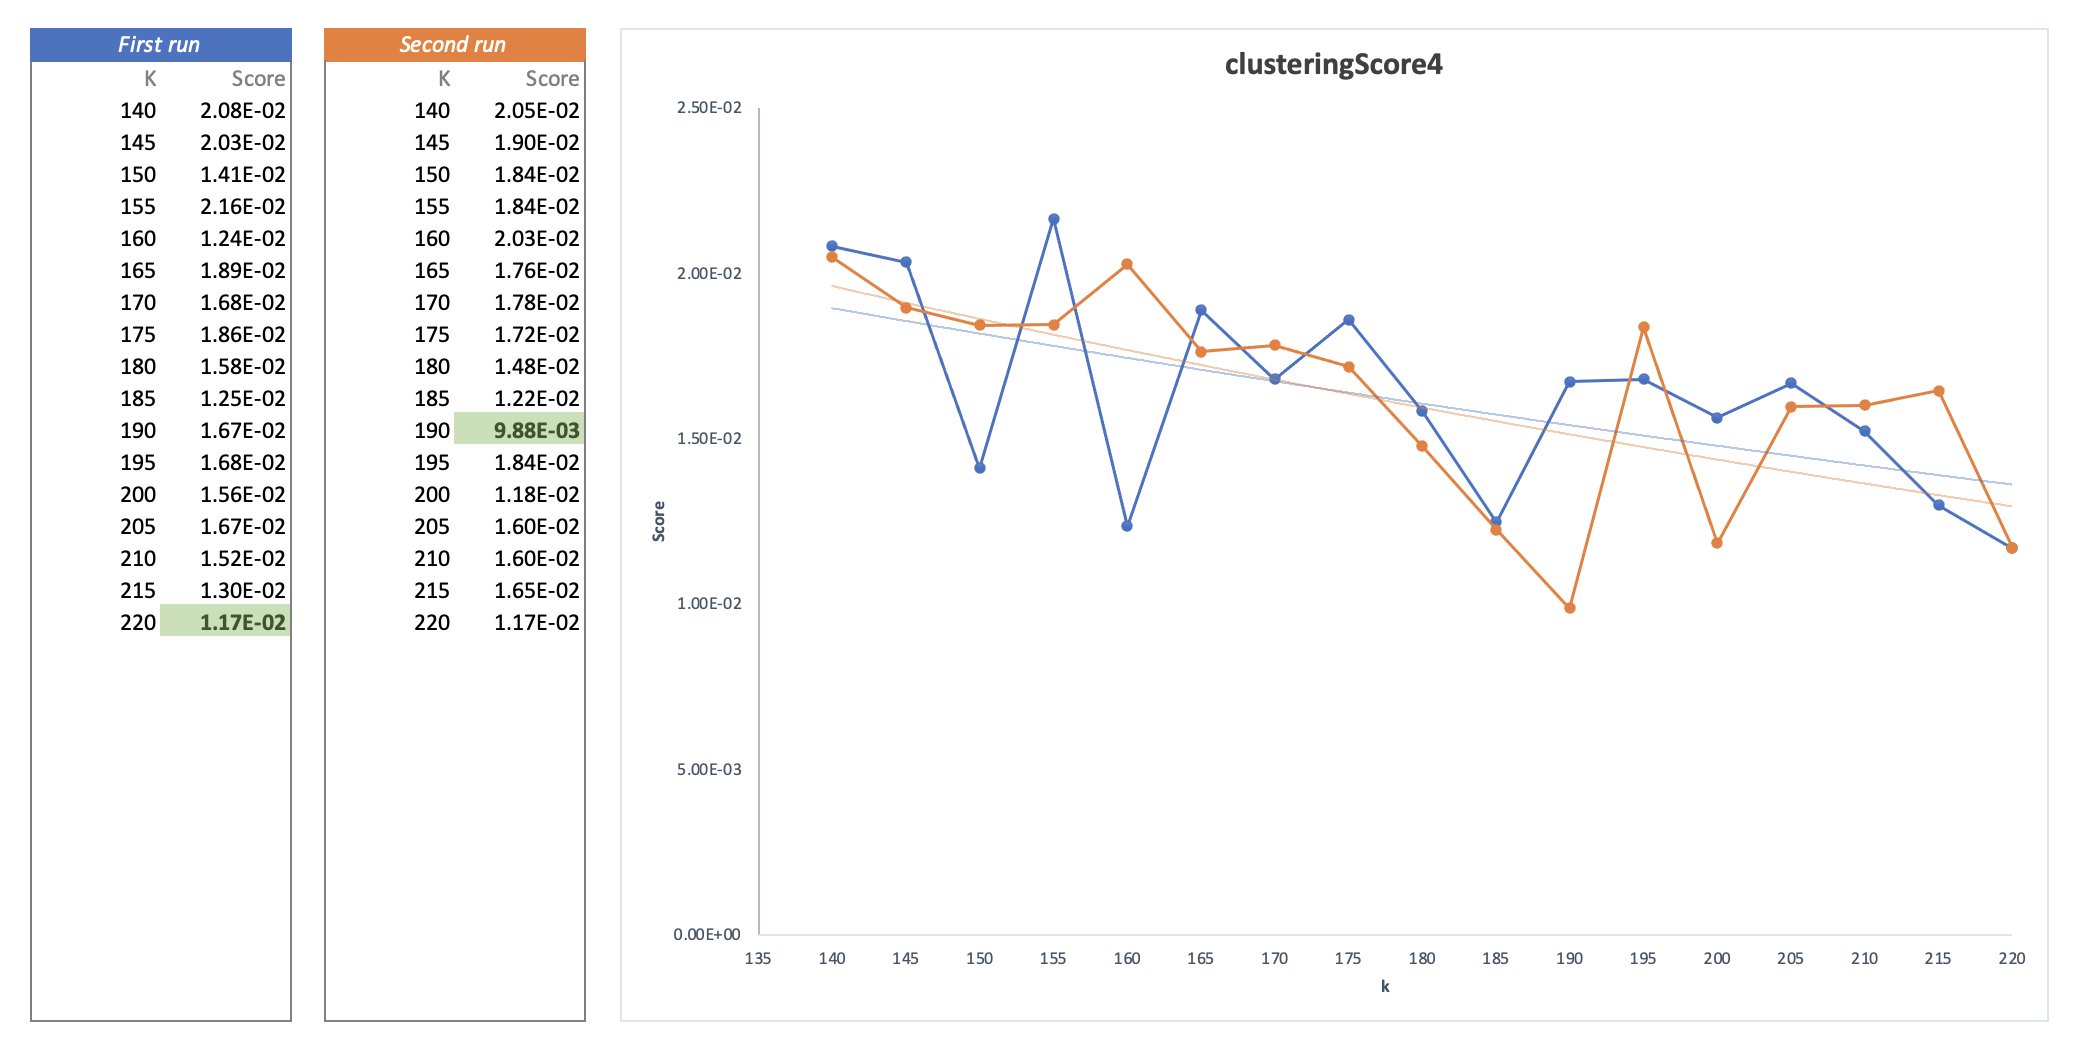 First run
K Score
140 2.08E-02
145 2.03E-02
150 1.41E-02
155 2.16E-02
160 1.24E-02
165 1.89E-02
170 1.68E-02
175 1.86E-02
180 1.58E-02
185 1.25E-02
190 1.67E-02
195 1.68E-02
200 1.56E-02
205 1.67E-02
210 1.52E-02
215 1.30E-02
220 1.17E-02
Second run
K Score
140 2.05E-02
145 1.90E-02
150 1.84E-02
155 1.84E-02
160 2.03E-02
165 1.76E-02
170 1.78E-02
175 1.72E-02
180 1.48E-02
185 1.22E-02
190 9.88E-03
195 1.84E-02
200 1.18E-02
205 1.60E-02
210 1.60E-02
215 1.65E-02
220 1.17E-02
clusteringScore4
2.50E-02
2.00E-02
1.50E-02
1.00E-02
5.00E-03
0.00E+00
Score
135 140 145 150 155 160 165 170 175 180 185 190 195 200 205 210 215 220
k